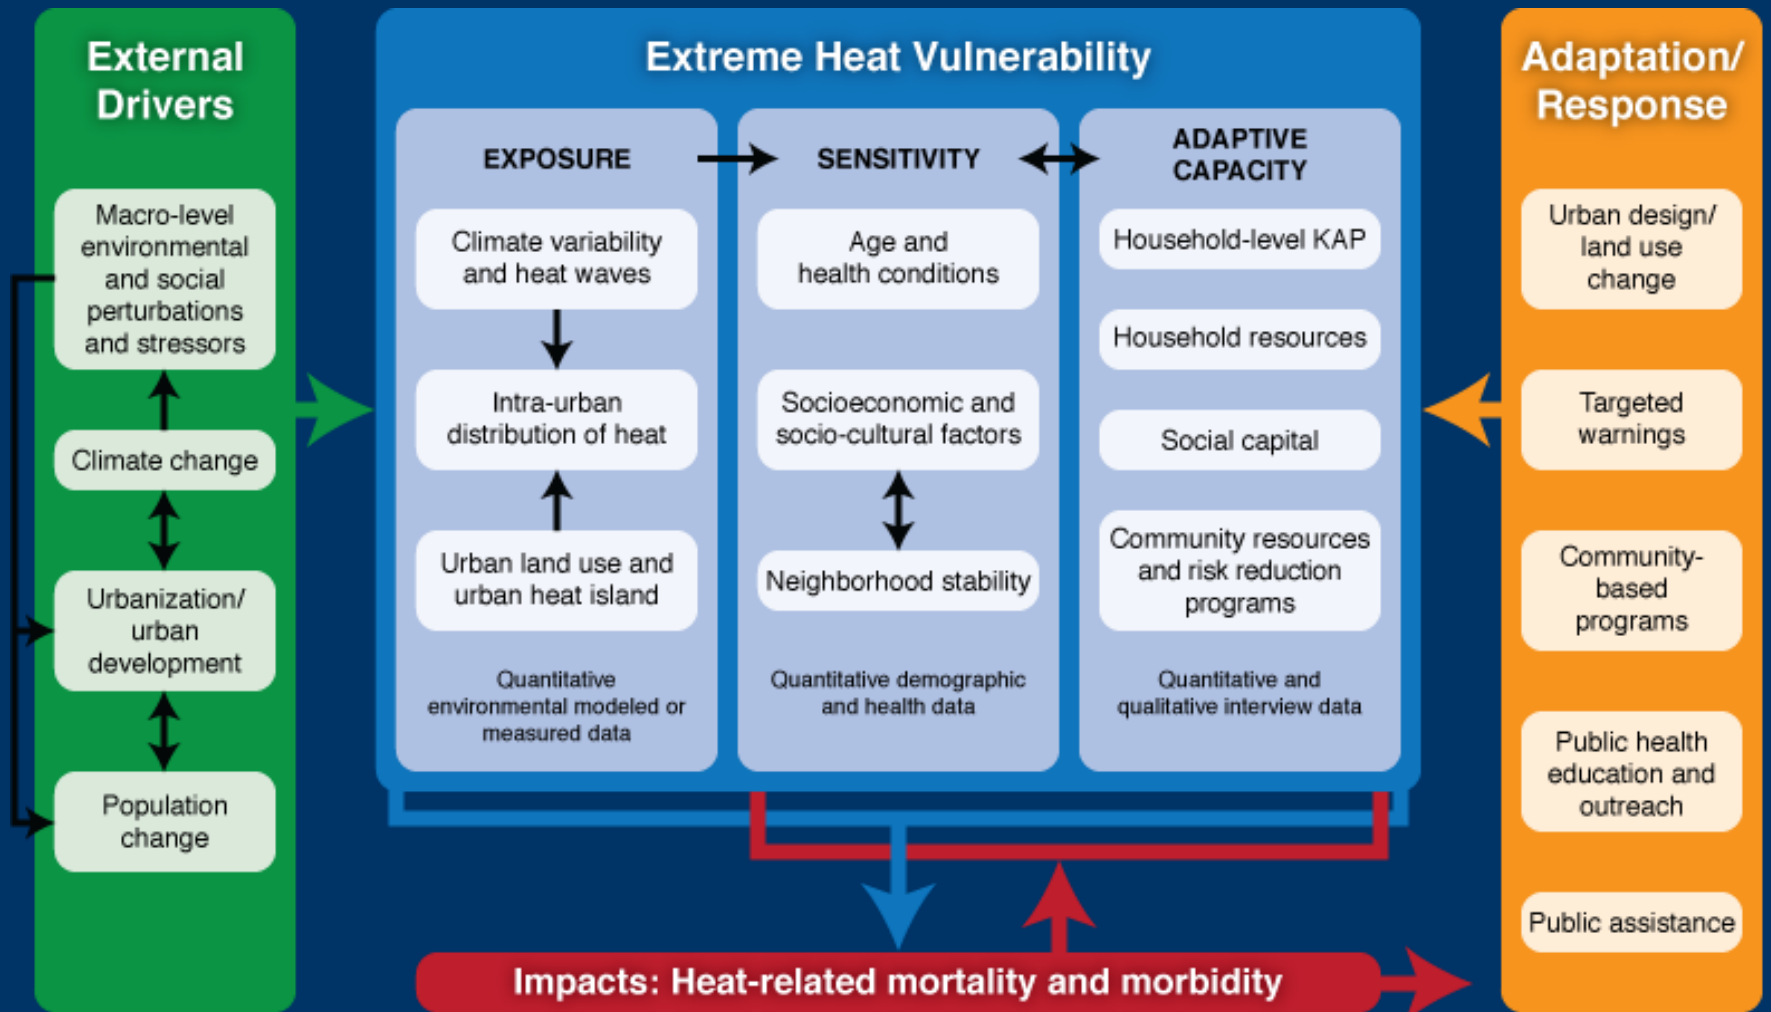 External
Drivers
Macro-level
environmental
and social
perturbations
and stressors
Climate change
Urbanization/
urban
development
Population
change
Extreme Heat Vulnerability
EXPOSURE
Climate variability
and heat waves
Intra-urban
distribution of heat
Urban land use and
urban heat island
Quantitative
environmental modeled or
measured data
SENSITIVITY
Age and
health conditions
Socioeconomic and
socio-cultural factors
Neighborhood stability
Quantitative demographic
and health data
ADAPTIVE
CAPACITY
Household-level KAP
Household resources
Social capital
Community resources
and risk reduction
programs
Quantitative and
qualitative interview data
Impacts: Heat-related mortality and morbidity
Adaptation/
Response
Urban design/
land use
change
Targeted
warnings
Community-
based
programs
Public health
education and
outreach
Public assistance